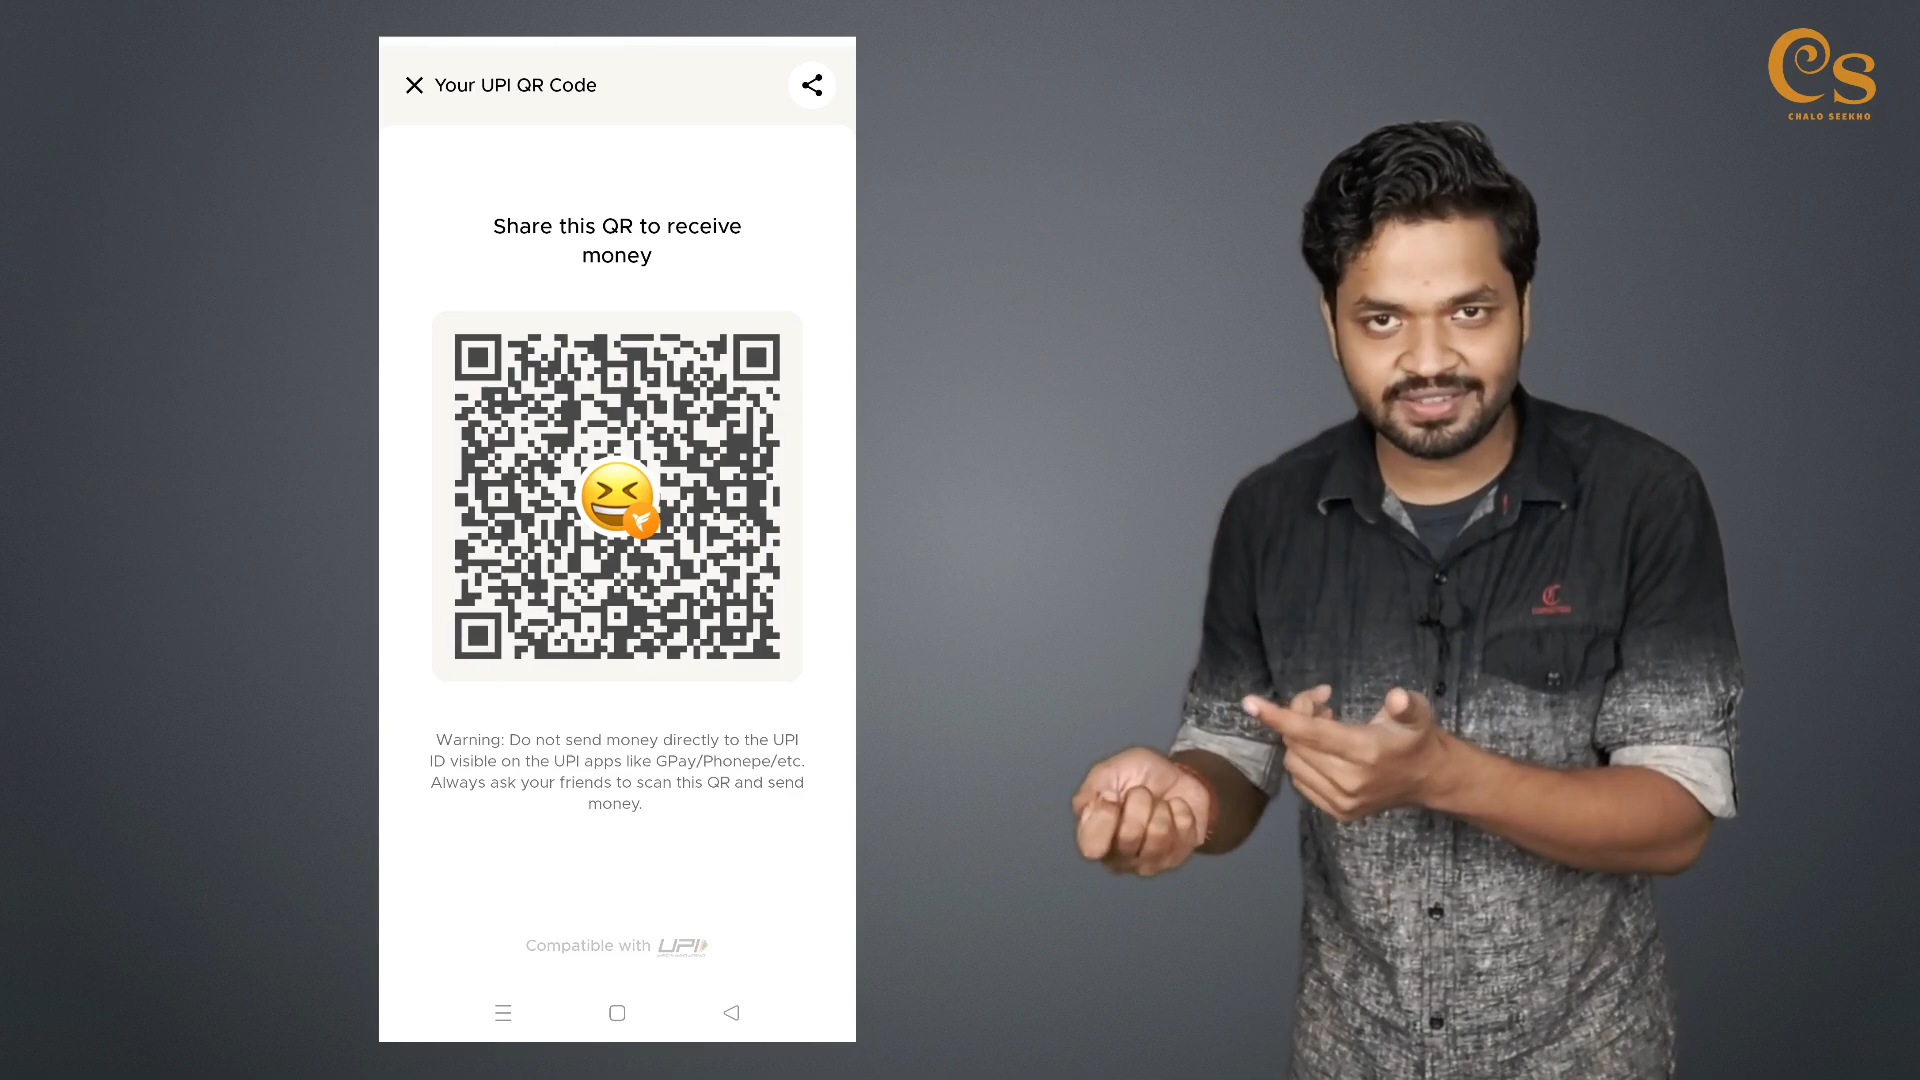 Your UPI QR Code
Share this QR to receive
money
Warning: Do not send money directly to the UPI
ID visible on the UPI apps like GPay/Phonepe/etc.
Always ask your friends to scan this QR and send
money.
Compatible with UPI
CS
CHALO SEEKHO